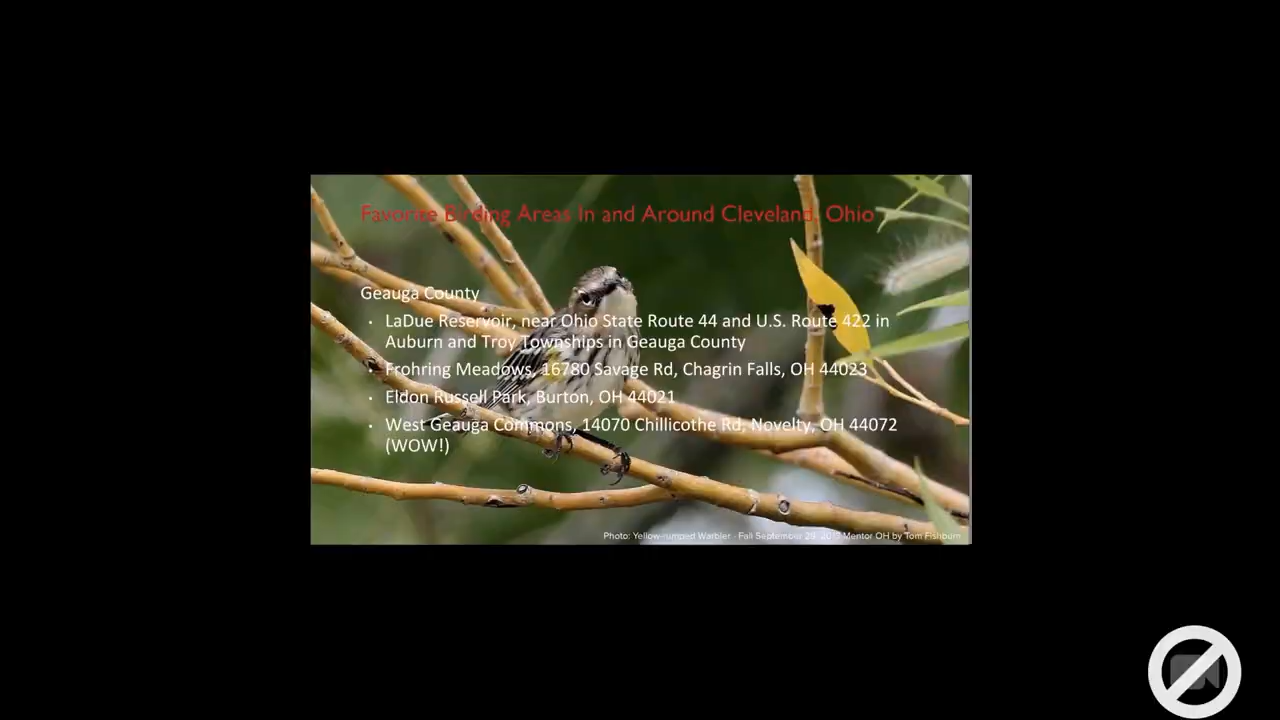 Favorite Birding Areas In and Around Cleveland, Ohio
Geauga County
• LaDue Reservoir, near Ohio State Route 44 and U.S. Route 422 in
Auburn and Troy Townships in Geauga County
• Frohring Meadows, 16780 Savage Rd, Chagrin Falls, OH 44023
• Eldon Russell Park, Burton, OH 44021
• West Geauga Commons, 14070 Chillicothe Rd, Novelty, OH 44072
(WOW!)
Photo: Yellow-rumped Warbler - Fall September 29, Mentor OH by Tom Fishburn